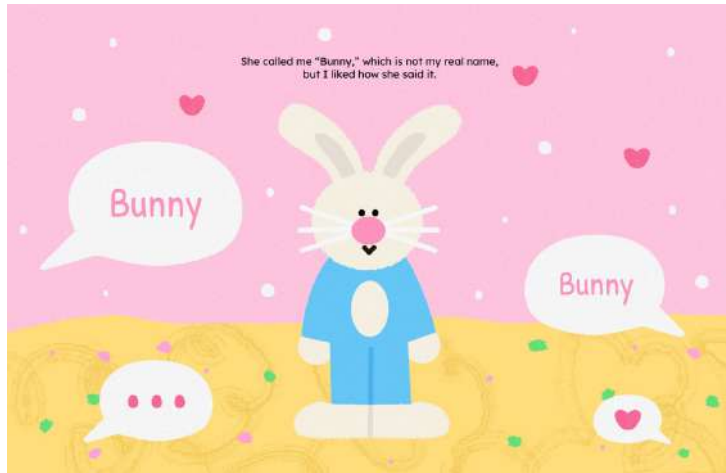 She called me “Bunny,” which is not my real name,
but I liked how she said it.
Bunny
Bunny